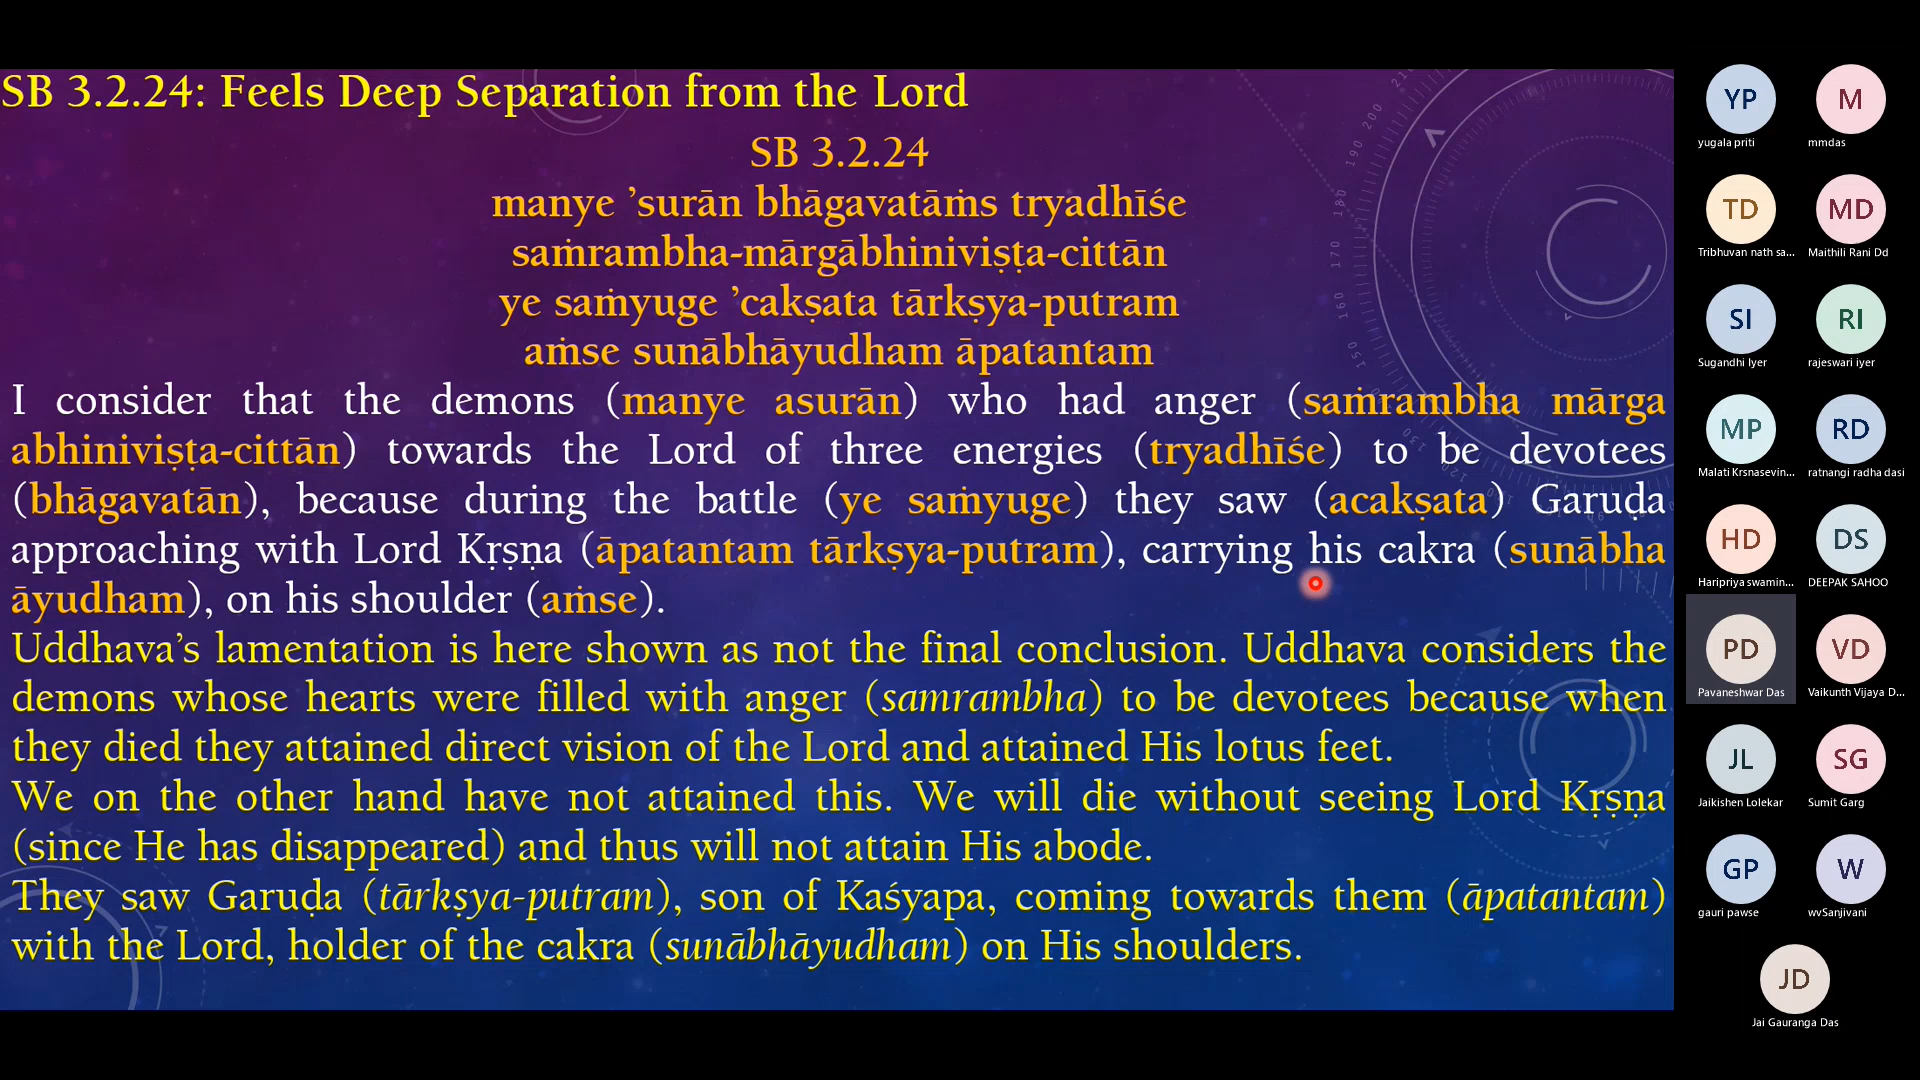 SB 3.2.24: Feels Deep Separation from the Lord
SB 3.2.24
manye ’surān bhāgavatāṁs tryadhīśe
saṁrambha-mārgābhiniviṣṭa-cittān
ye saṁyuge ’cakṣata tārkṣya-putram
aṁse sunābhāyudham āpatantam
I consider that the demons (manye asurān) who had anger (saṁrambha mārga
abhiniviṣṭa-cittān) towards the Lord of three energies (tryadhīśe) to be devotees
(bhāgavatān), because during the battle (ye saṁyuge) they saw (acakṣata) Garuḍa
approaching with Lord Kṛṣṇa (āpatantam tārkṣya-putram), carrying his cakra (sunābha
āyudham), on his shoulder (aṁse).
Uddhava’s lamentation is here shown as not the final conclusion. Uddhava considers the
demons whose hearts were filled with anger (samrambha) to be devotees because when
they died they attained direct vision of the Lord and attained His lotus feet.
We on the other hand have not attained this. We will die without seeing Lord Kṛṣṇa
(since He has disappeared) and thus will not attain His abode.
They saw Garuḍa (tārkṣya-putram), son of Kaśyapa, coming towards them (āpatantam)
with the Lord, holder of the cakra (sunābhāyudham) on His shoulders.
YP M
yugala priti mmdas
TD MD
Tribhuvan nath sa... Maithili Rani Dd
SI RI
Sugandhi Iyer rajeswari iyer
MP RD
Malati Krsnasevin... ratnangi radha dasi
HD DS
Haripriya swamin... DEEPAK SAHOO
PD VD
Pavaneshwar Das Vaikunth Vijaya D...
JL SG
Jaikishen Lolekar Sumit Garg
GP W
gauri pawse wvSanjivani
JD
Jai Gauranga Das